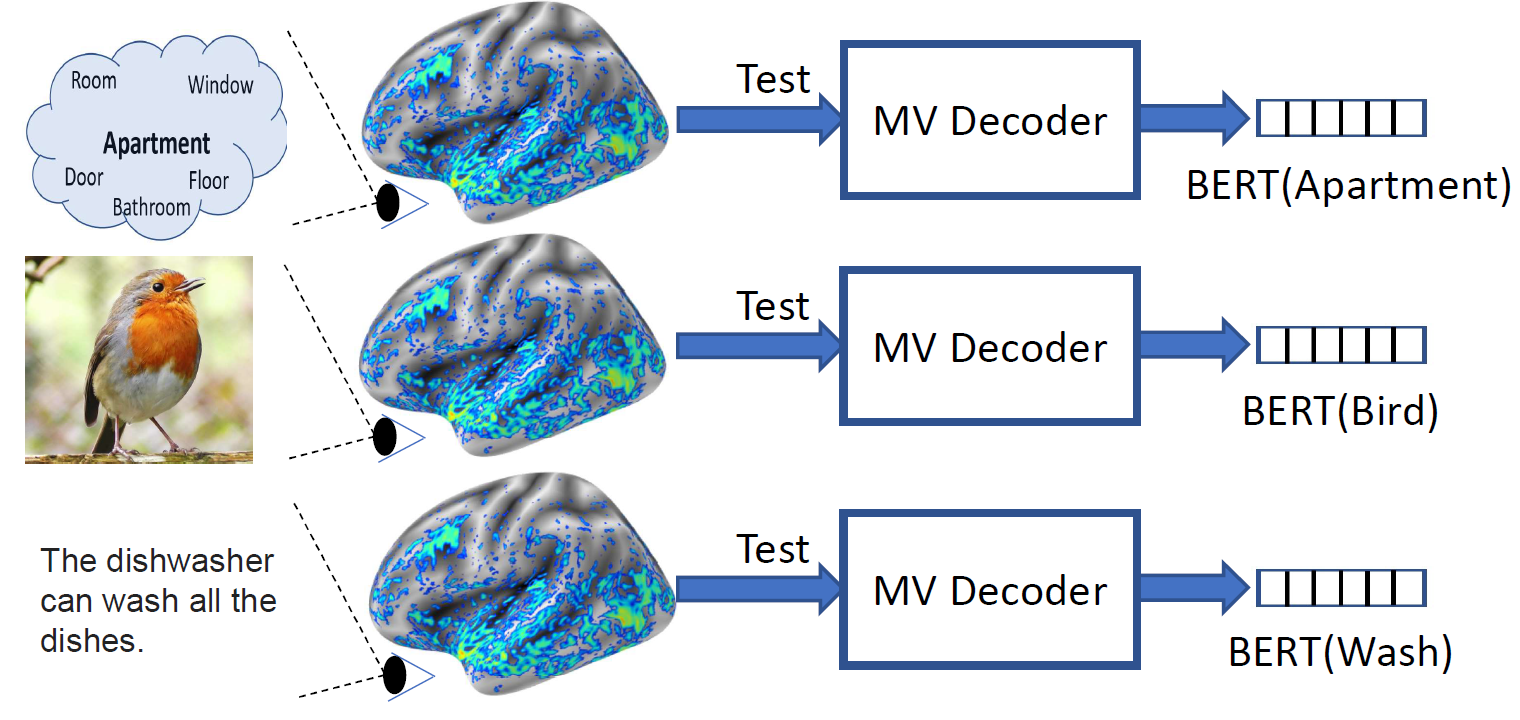 Room
Window
Apartment
Door
Floor
Bathroom
Test
MV Decoder
BERT(Apartment)
Test
MV Decoder
BERT(Bird)
The dishwasher
can wash all the
dishes.
Test
MV Decoder
BERT(Wash)